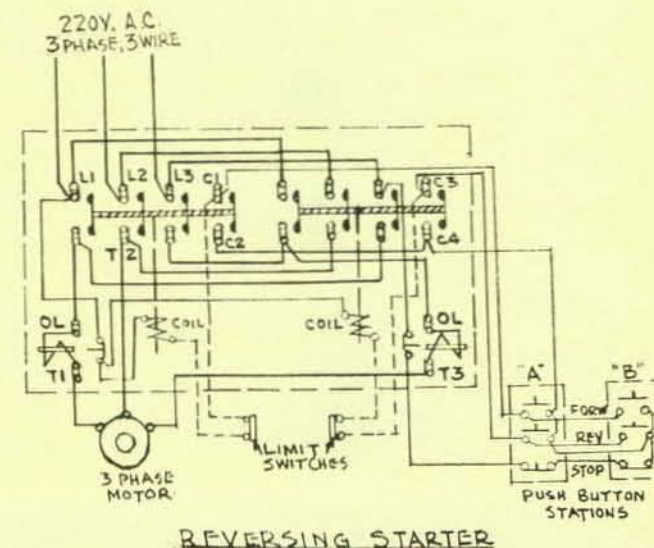 220V. A.C.
3 PHASE, 3 WIRE
L1 L2 L3 C1 C3
T2 C2 C4
OL COIL COIL OL
T1 T3
"A" "B"
FORW
REV
STOP
LIMIT
SWITCHES
3 PHASE
MOTOR
PUSH BUTTON
STATIONS
REVERSING STARTER